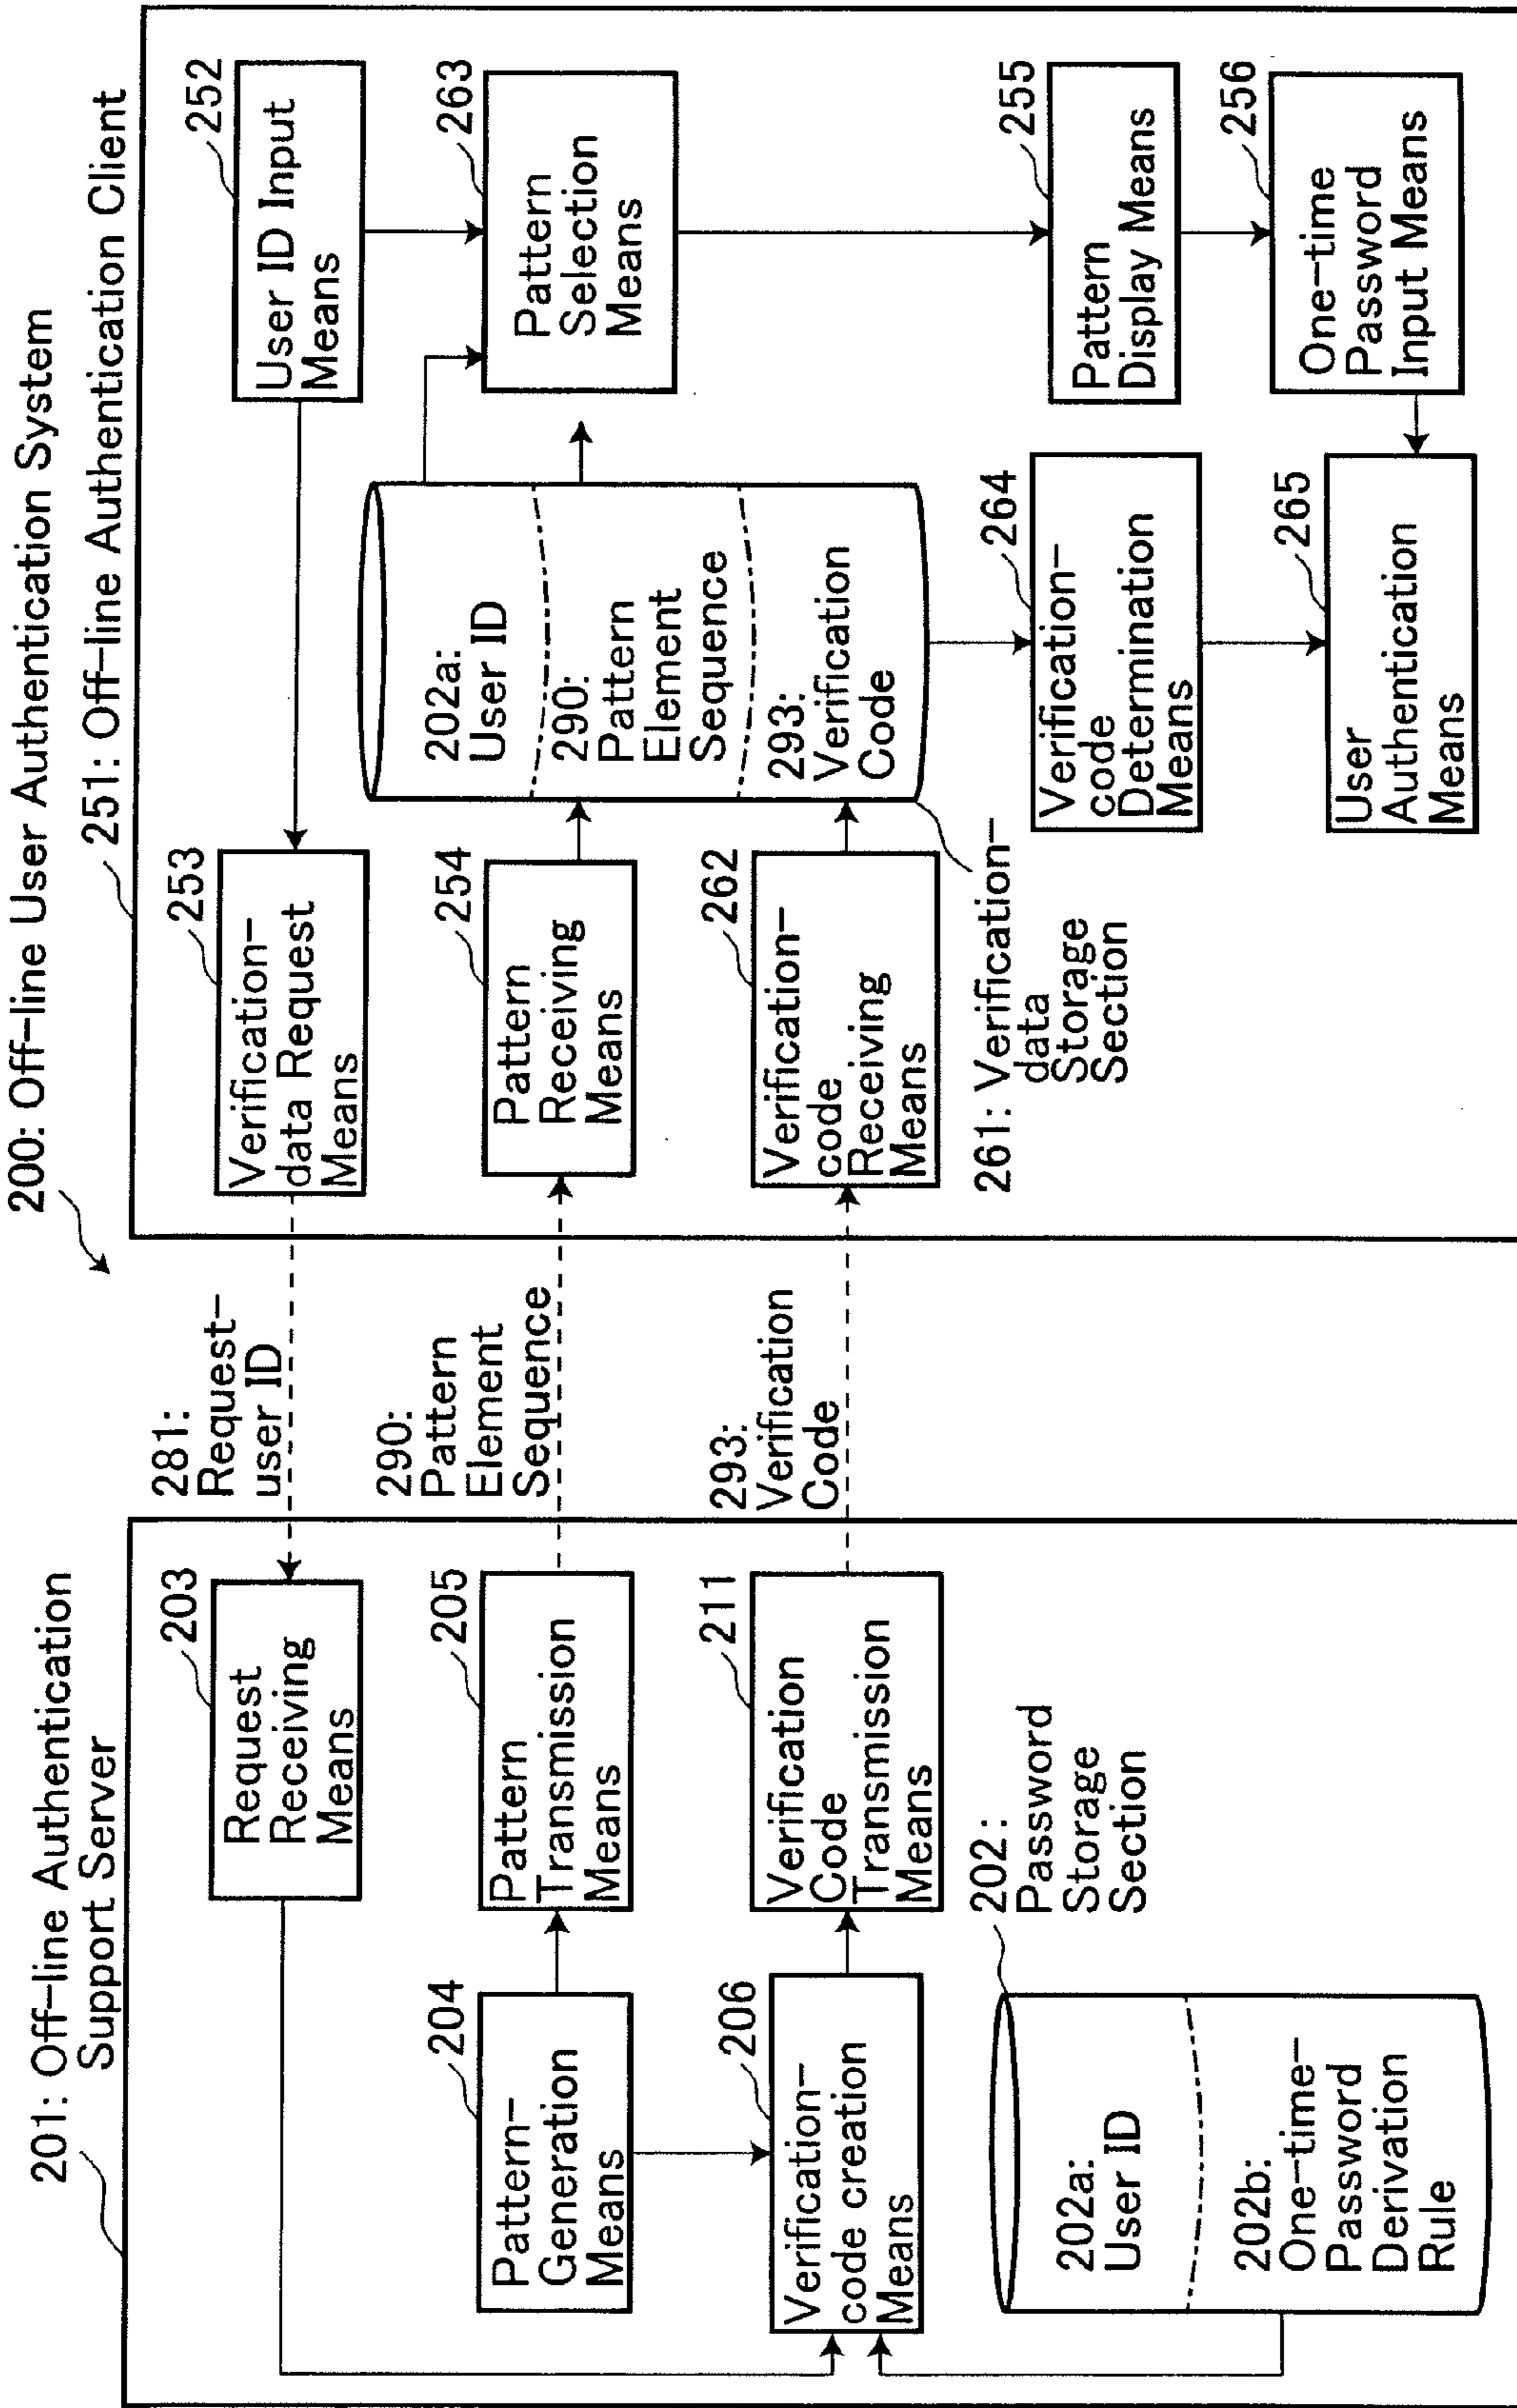 200: Off-line User Authentication System
201: Off-line Authentication
Support Server
203
Request
Receiving
Means
204
Pattern-
Generation
Means
205
Pattern
Transmission
Means
206
Verification-
code creation
Means
211
Verification
Code
Transmission
Means
202:
Password
Storage
Section
202a:
User ID
202b:
One-time-
Password
Derivation
Rule
281:
Request-
user ID
290:
Pattern
Element
Sequence
293:
Verification
Code
251: Off-line Authentication Client
253
Verification-
data Request
Means
252
User ID Input
Means
254
Pattern
Receiving
Means
262
Verification-
code
Receiving
Means
202a:
User ID
290:
Pattern
Element
Sequence
293:
Verification
Code
261: Verification-
data
Storage
Section
263
Pattern
Selection
Means
264
Verification-
code
Determination
Means
255
Pattern
Display Means
265
User
Authentication
Means
256
One-time
Password
Input Means